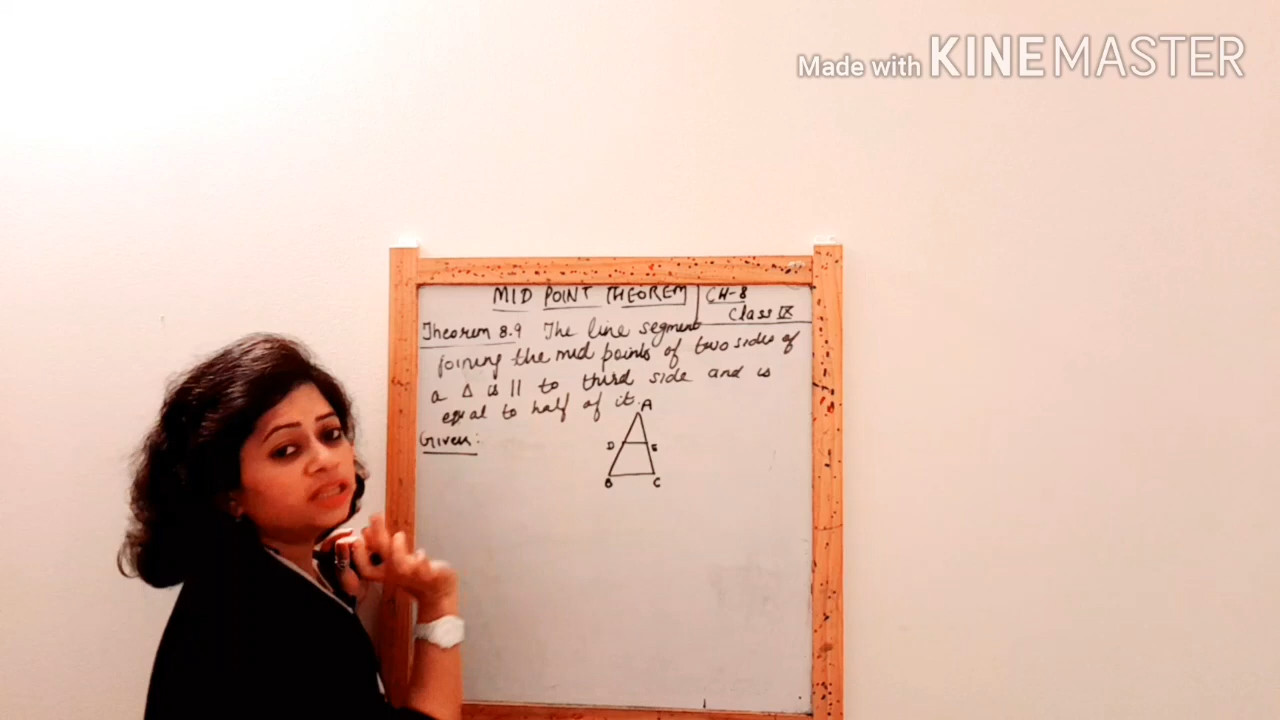 Made with KINEMASTER
MID POINT THEOREM
CH-8
Class IX
Theorem 8.9 The line segment
joining the mid points of two sides of
a Δ is || to third side and is
equal to half of it.
Given:
A
D E
B C